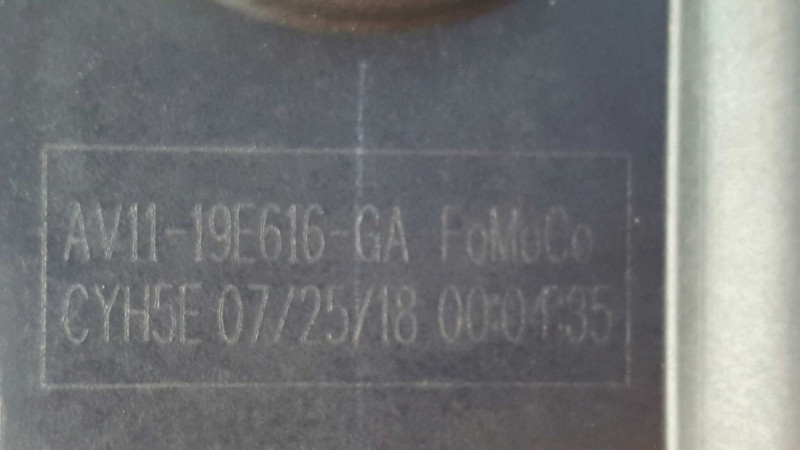 AV11-19E616-GA FoMoCo
CYH5E 07/25/18 00:04:35